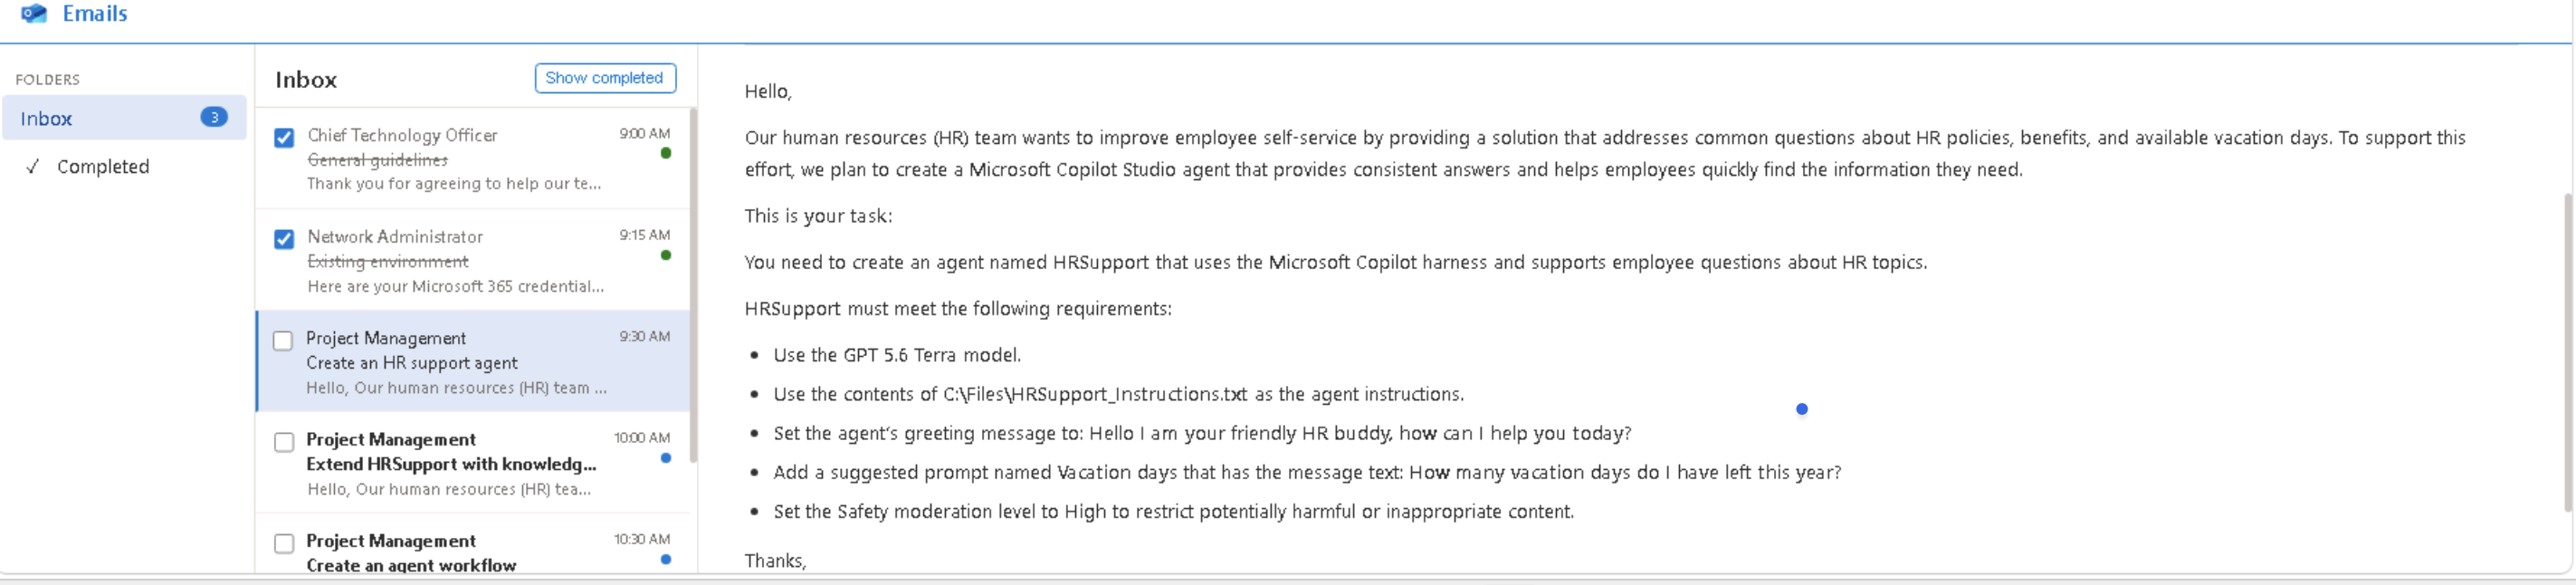 Emails
FOLDERS
Inbox 3
✓ Completed
Inbox Show completed
Chief Technology Officer 9:00 AM
General guidelines
Thank you for agreeing to help our te...
Network Administrator 9:15 AM
Existing environment
Here are your Microsoft 365 credential...
Project Management 9:30 AM
Create an HR support agent
Hello, Our human resources (HR) team ...
Project Management 10:00 AM
Extend HRSupport with knowledg...
Hello, Our human resources (HR) tea...
Project Management 10:30 AM
Create an agent workflow
Hello,
Our human resources (HR) team wants to improve employee self-service by providing a solution that addresses common questions about HR policies, benefits, and available vacation days. To support this
effort, we plan to create a Microsoft Copilot Studio agent that provides consistent answers and helps employees quickly find the information they need.
This is your task:
You need to create an agent named HRSupport that uses the Microsoft Copilot harness and supports employee questions about HR topics.
HRSupport must meet the following requirements:
• Use the GPT 5.6 Terra model.
• Use the contents of C:\Files\HRSupport_Instructions.txt as the agent instructions.
• Set the agent's greeting message to: Hello I am your friendly HR buddy, how can I help you today?
• Add a suggested prompt named Vacation days that has the message text: How many vacation days do I have left this year?
• Set the Safety moderation level to High to restrict potentially harmful or inappropriate content.
Thanks,